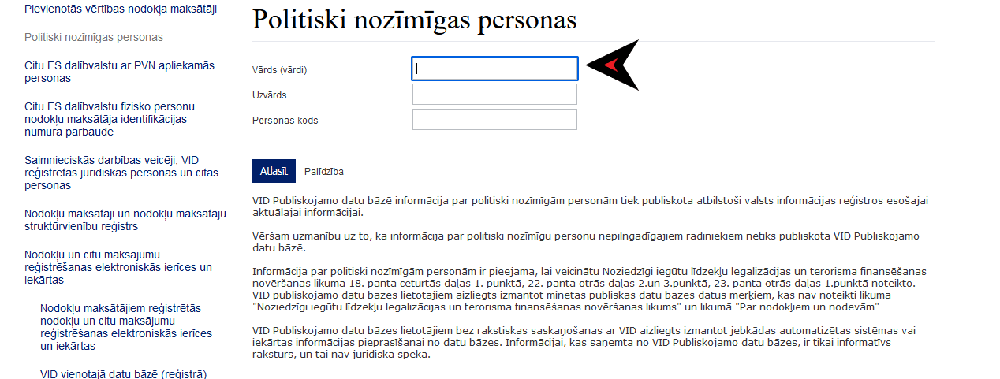 Pievienotās vērtības nodokļa maksātāji
Politiski nozīmīgas personas
Citu ES dalībvalstu ar PVN apliekamās
personas
Citu ES dalībvalstu fizisko personu
nodokļu maksātāja identifikācijas
numura pārbaude
Saimnieciskās darbības veicēji, VID
reģistrētās juridiskās personas un citas
personas
Nodokļu maksātāji un nodokļu maksātāju
struktūrvienību reģistrs
Nodokļu un citu maksājumu
reģistrēšanas elektroniskās ierīces un
iekārtas
Nodokļu maksātājiem reģistrētās
nodokļu un citu maksājumu
reģistrēšanas elektroniskās ierīces
un iekārtas
VID vienotajā datu bāzē (reģistrā)
Politiski nozīmīgas personas
Vārds (vārdi)
Uzvārds
Personas kods
Atlasīt Palīdzība
VID Publiskojamo datu bāzē informācija par politiski nozīmīgām personām tiek publiskota atbilstoši valsts informācijas reģistros esošajai
aktuālajai informācijai.
Vēršam uzmanību uz to, ka informācija par politiski nozīmīgu personu nepilngadīgajiem radiniekiem netiks publiskota VID Publiskojamo
datu bāzē.
Informācija par politiski nozīmīgām personām ir pieejama, lai veicinātu Noziedzīgi iegūtu līdzekļu legalizācijas un terorisma finansēšanas
novēršanas likuma 18. panta ceturtās daļas 1. punktā, 22. panta otrās daļas 2.un 3.punktā, 23. panta otrās daļas 1.punktā noteikto.
VID publiskojamo datu bāzes lietotājiem aizliegts izmantot minētās publiskās datu bāzes datus mērķiem, kas nav noteikti likumā
"Noziedzīgi iegūtu līdzekļu legalizācijas un terorisma finansēšanas novēršanas likums" un likumā "Par nodokļiem un nodevām"
VID Publiskojamo datu bāzes lietotājiem bez rakstiskas saskaņošanas ar VID aizliegts izmantot jebkādas automatizētas sistēmas vai
iekārtas informācijas pieprasīšanai no datu bāzes. Informācijai, kas saņemta no VID Publiskojamo datu bāzes, ir tikai informatīvs
raksturs, un tai nav juridiska spēka.